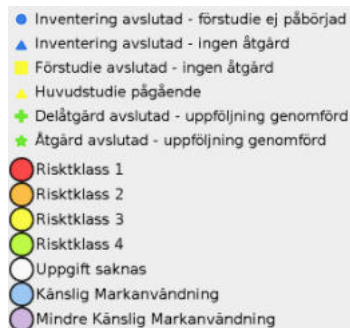 Inventering avslutad - förstudie ej påbörjad
Inventering avslutad - ingen åtgärd
Förstudie avslutad - ingen åtgärd
Huvudstudie pågående
Delåtgärd avslutad - uppföljning genomförd
Åtgärd avslutad - uppföljning genomförd
Risktklass 1
Risktklass 2
Risktklass 3
Risktklass 4
Uppgift saknas
Känslig Markanvändning
Mindre Känslig Markanvändning